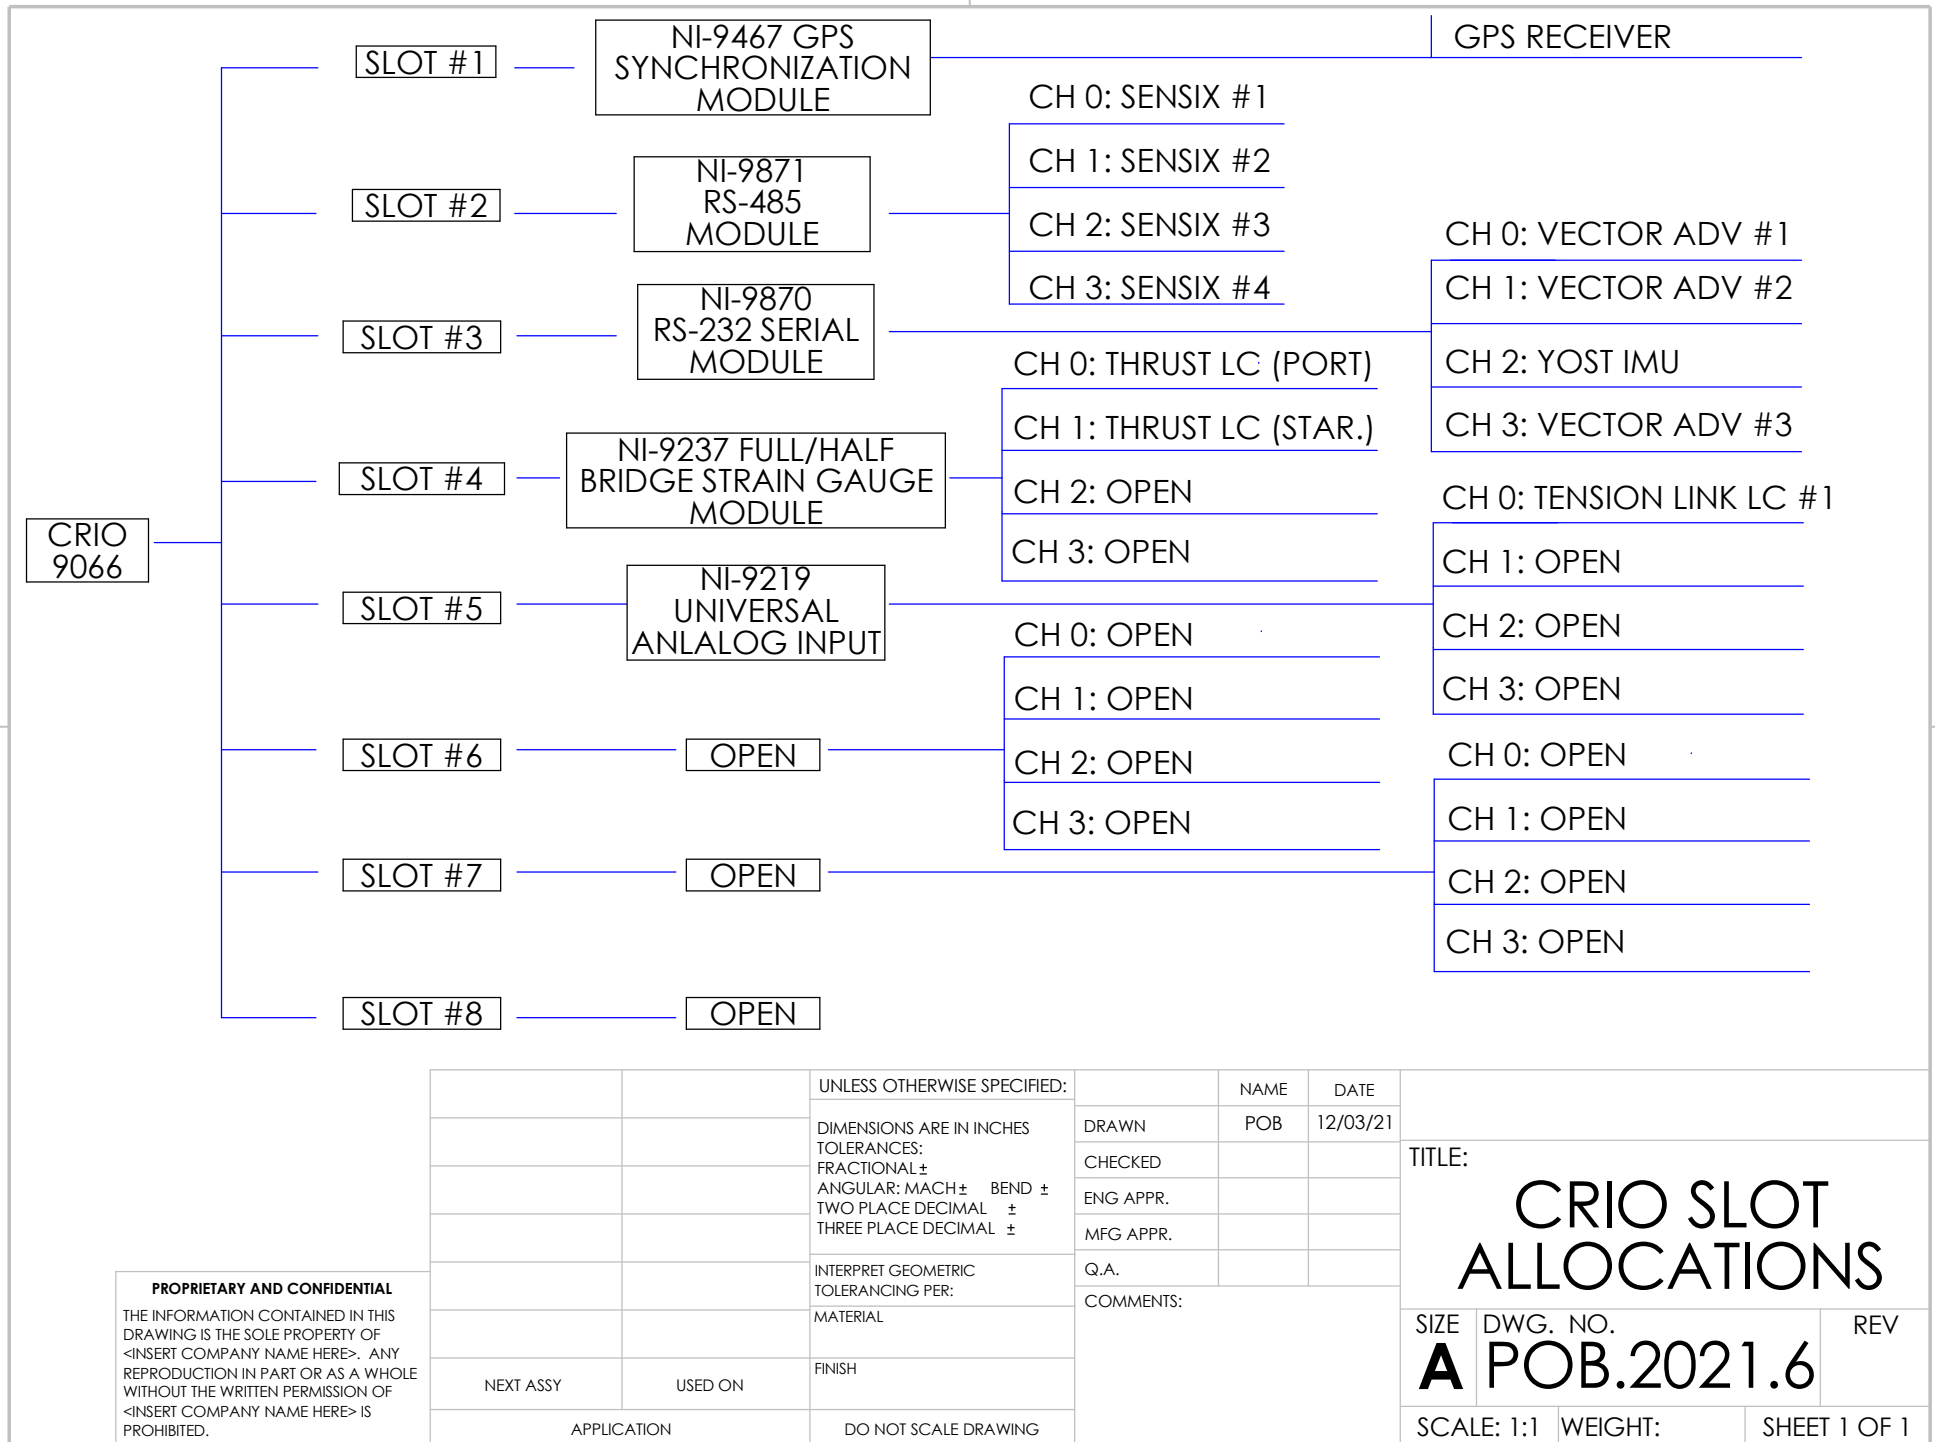 CRIO
9066
SLOT #1
NI-9467 GPS
SYNCHRONIZATION
MODULE
GPS RECEIVER
SLOT #2
NI-9871
RS-485
MODULE
CH 0: SENSIX #1
CH 1: SENSIX #2
CH 2: SENSIX #3
CH 3: SENSIX #4
SLOT #3
NI-9870
RS-232 SERIAL
MODULE
CH 0: VECTOR ADV #1
CH 1: VECTOR ADV #2
CH 2: YOST IMU
CH 3: VECTOR ADV #3
SLOT #4
NI-9237 FULL/HALF
BRIDGE STRAIN GAUGE
MODULE
CH 0: THRUST LC (PORT)
CH 1: THRUST LC (STAR.)
CH 2: OPEN
CH 3: OPEN
SLOT #5
NI-9219
UNIVERSAL
ANLALOG INPUT
CH 0: TENSION LINK LC #1
CH 1: OPEN
CH 2: OPEN
CH 3: OPEN
SLOT #6
OPEN
CH 0: OPEN
CH 1: OPEN
CH 2: OPEN
CH 3: OPEN
SLOT #7
OPEN
CH 0: OPEN
CH 1: OPEN
CH 2: OPEN
CH 3: OPEN
SLOT #8
OPEN
PROPRIETARY AND CONFIDENTIAL
THE INFORMATION CONTAINED IN THIS
DRAWING IS THE SOLE PROPERTY OF
<INSERT COMPANY NAME HERE>. ANY
REPRODUCTION IN PART OR AS A WHOLE
WITHOUT THE WRITTEN PERMISSION OF
<INSERT COMPANY NAME HERE> IS
PROHIBITED.
NEXT ASSY
USED ON
APPLICATION
UNLESS OTHERWISE SPECIFIED:
DIMENSIONS ARE IN INCHES
TOLERANCES:
FRACTIONAL ±
ANGULAR: MACH ± BEND ±
TWO PLACE DECIMAL ±
THREE PLACE DECIMAL ±
INTERPRET GEOMETRIC
TOLERANCING PER:
MATERIAL
FINISH
DO NOT SCALE DRAWING
NAME DATE
DRAWN POB 12/03/21
CHECKED
ENG APPR.
MFG APPR.
Q.A.
COMMENTS:
TITLE:
CRIO SLOT
ALLOCATIONS
SIZE DWG. NO. REV
A POB.2021.6
SCALE: 1:1 WEIGHT: SHEET 1 OF 1